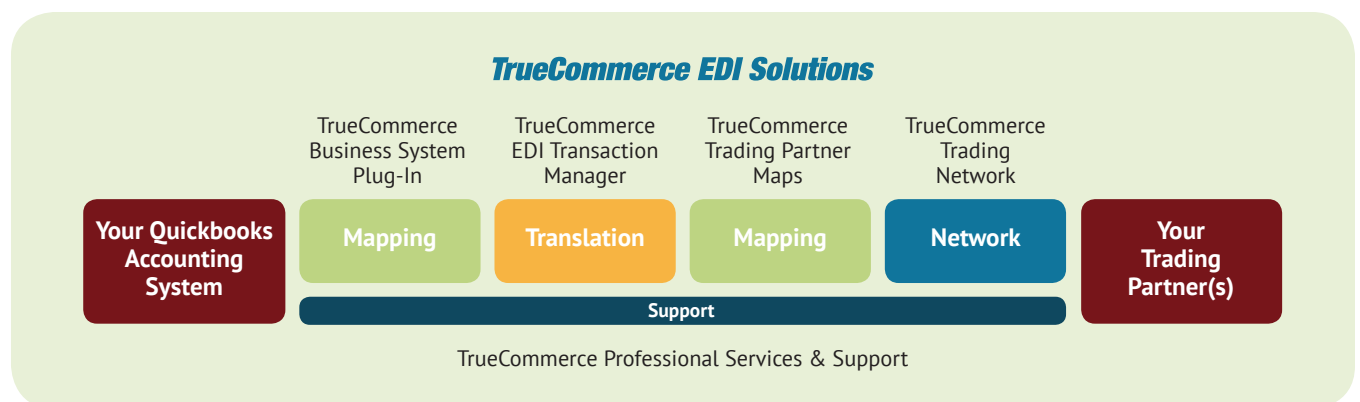 TrueCommerce EDI Solutions
TrueCommerce
Business System
Plug-In
TrueCommerce
EDI Transaction
Manager
TrueCommerce
Trading Partner
Maps
TrueCommerce
Trading
Network
Your Quickbooks
Accounting
System
Mapping
Translation
Mapping
Network
Your
Trading
Partner(s)
Support
TrueCommerce Professional Services & Support